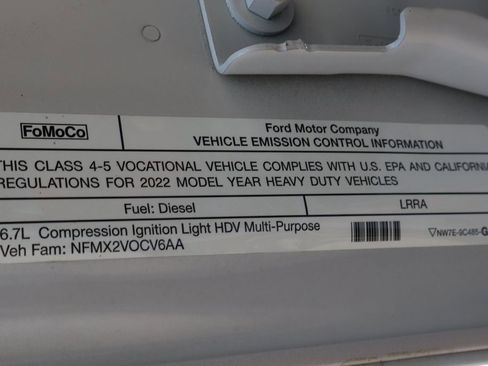 FoMoCo
Ford Motor Company
VEHICLE EMISSION CONTROL INFORMATION
THIS CLASS 4-5 VOCATIONAL VEHICLE COMPLIES WITH U.S. EPA AND CALIFORNIA
REGULATIONS FOR 2022 MODEL YEAR HEAVY DUTY VEHICLES
Fuel: Diesel LRRA
6.7L Compression Ignition Light HDV Multi-Purpose
Veh Fam: NFMX2VOCV6AA
NW7E-9C485-G